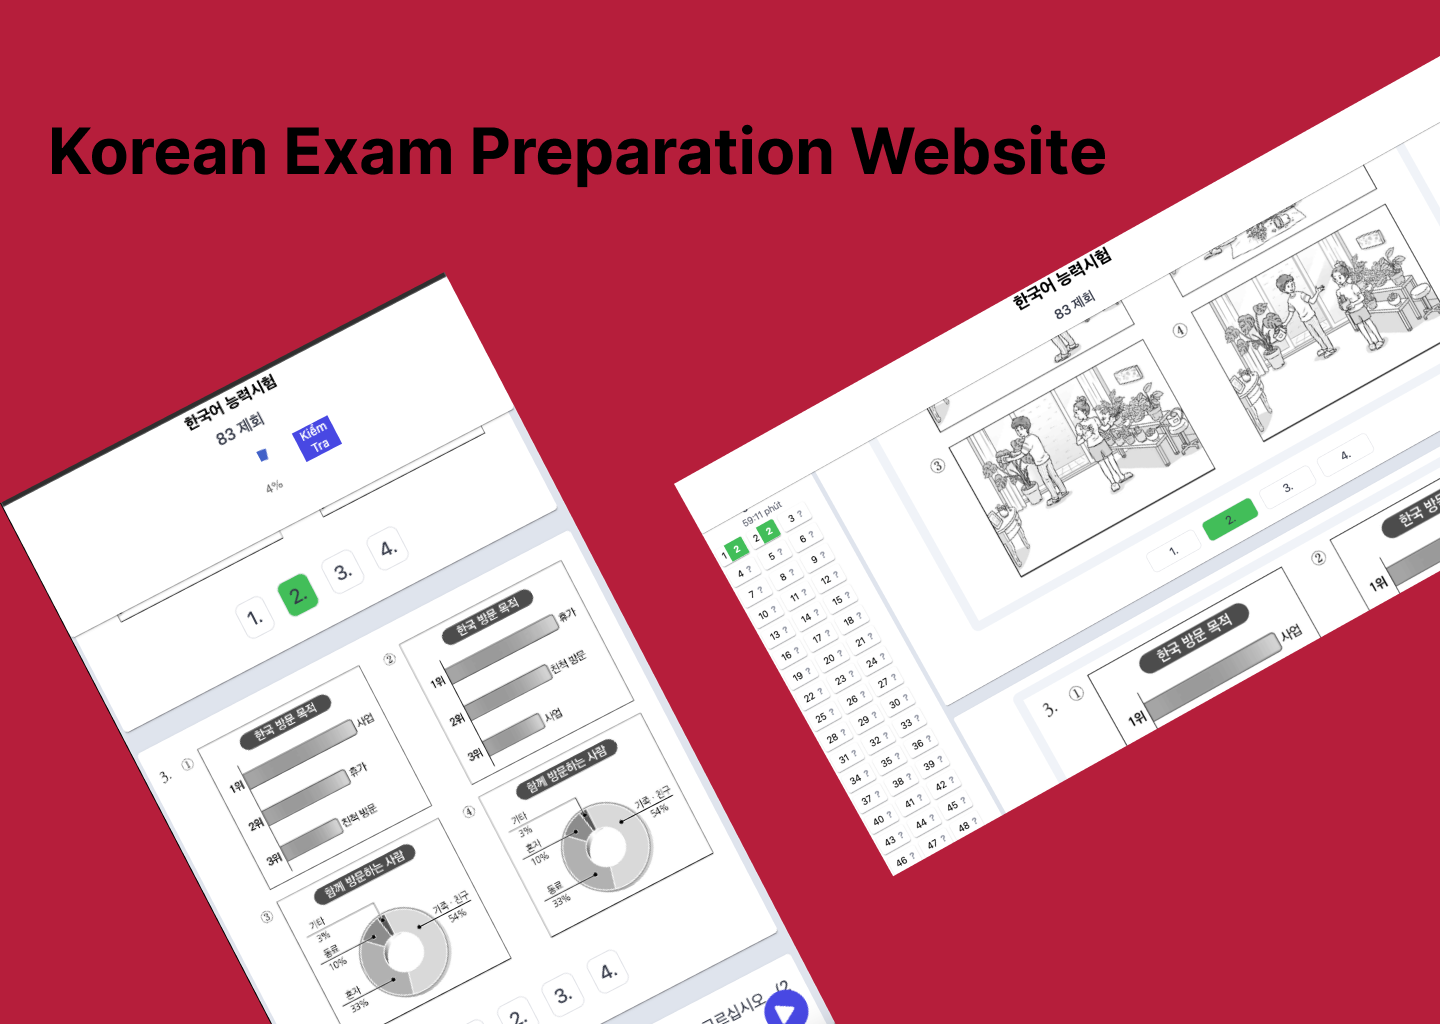 Korean Exam Preparation Website
한국어 능력시험
83 제회
Kiểm
Tra
4%
1. 2. 3. 4.
3. ①
한국 방문 목적
1위 사업
2위 휴가
3위 친척 방문
②
한국 방문 목적
1위 휴가
2위 친척 방문
3위 사업
③
함께 방문하는 사람
기타
3%
동료
10%
혼자
33%
가족·친구
54%
④
함께 방문하는 사람
기타
3%
혼자
10%
동료
33%
가족·친구
54%
2. 3. 4.
고르십시오. (2
한국어 능력시험
83 제회
59:11 phút
1 2 2 2 3 ?
4 ? 5 ? 6 ?
7 ? 8 ? 9 ?
10 ? 11 ? 12 ?
13 ? 14 ? 15 ?
16 ? 17 ? 18 ?
19 ? 20 ? 21 ?
22 ? 23 ? 24 ?
25 ? 26 ? 27 ?
28 ? 29 ? 30 ?
31 ? 32 ? 33 ?
34 ? 35 ? 36 ?
37 ? 38 ? 39 ?
40 ? 41 ? 42 ?
43 ? 44 ? 45 ?
46 ? 47 ? 48 ?
③
④
1. 2. 3. 4.
3. ①
한국 방문 목적
1위 사업
②
한국 방
1위